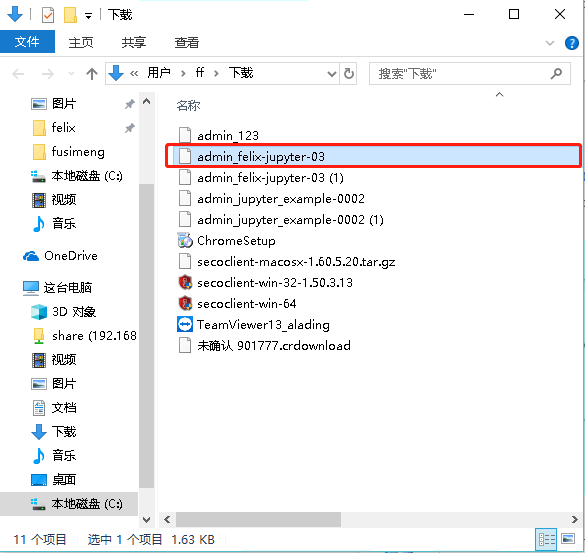 下载
文件 主页 共享 查看
« 用户 › ff › 下载
搜索"下载"
图片
felix
fusimeng
本地磁盘 (C:)
视频
音乐
OneDrive
这台电脑
3D 对象
share (192.168
视频
图片
文档
下载
音乐
桌面
本地磁盘 (C:)
名称
admin_123
admin_felix-jupyter-03
admin_felix-jupyter-03 (1)
admin_jupyter_example-0002
admin_jupyter_example-0002 (1)
ChromeSetup
secoclient-macosx-1.60.5.20.tar.gz
secoclient-win-32-1.50.3.13
secoclient-win-64
TeamViewer13_alading
未确认 901777.crdownload
11 个项目 选中 1 个项目 1.63 KB